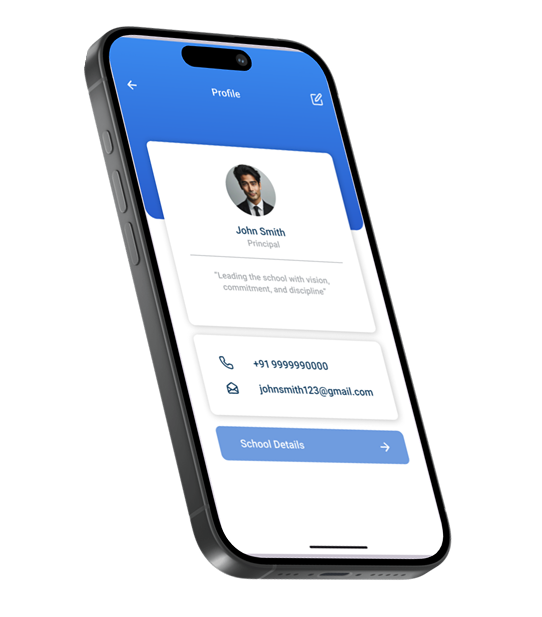 Profile
John Smith
Principal
"Leading the school with vision,
commitment, and discipline"
+91 9999990000
johnsmith123@gmail.com
School Details